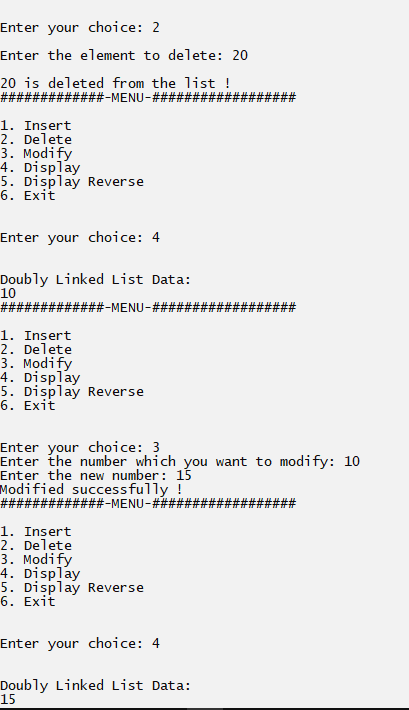 Enter your choice: 2
Enter the element to delete: 20
20 is deleted from the list !
#############-MENU-##################
1. Insert
2. Delete
3. Modify
4. Display
5. Display Reverse
6. Exit
Enter your choice: 4
Doubly Linked List Data:
10
#############-MENU-##################
1. Insert
2. Delete
3. Modify
4. Display
5. Display Reverse
6. Exit
Enter your choice: 3
Enter the number which you want to modify: 10
Enter the new number: 15
Modified successfully !
#############-MENU-##################
1. Insert
2. Delete
3. Modify
4. Display
5. Display Reverse
6. Exit
Enter your choice: 4
Doubly Linked List Data:
15